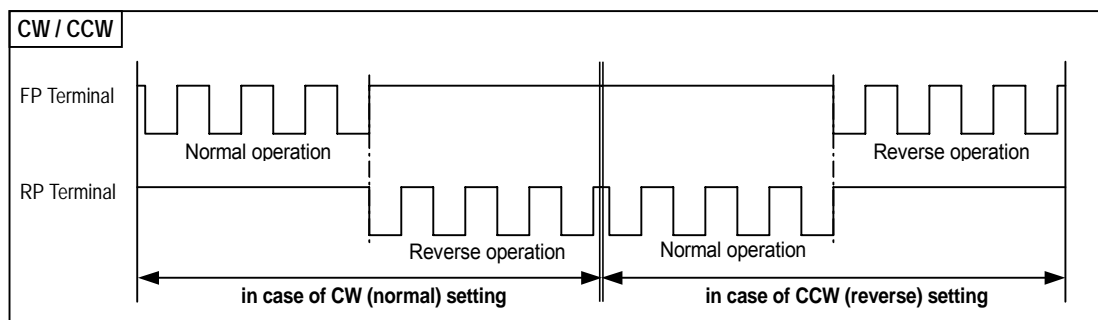 CW / CCW
FP Terminal
Normal operation
Reverse operation
RP Terminal
Reverse operation
Normal operation
in case of CW (normal) setting
in case of CCW (reverse) setting